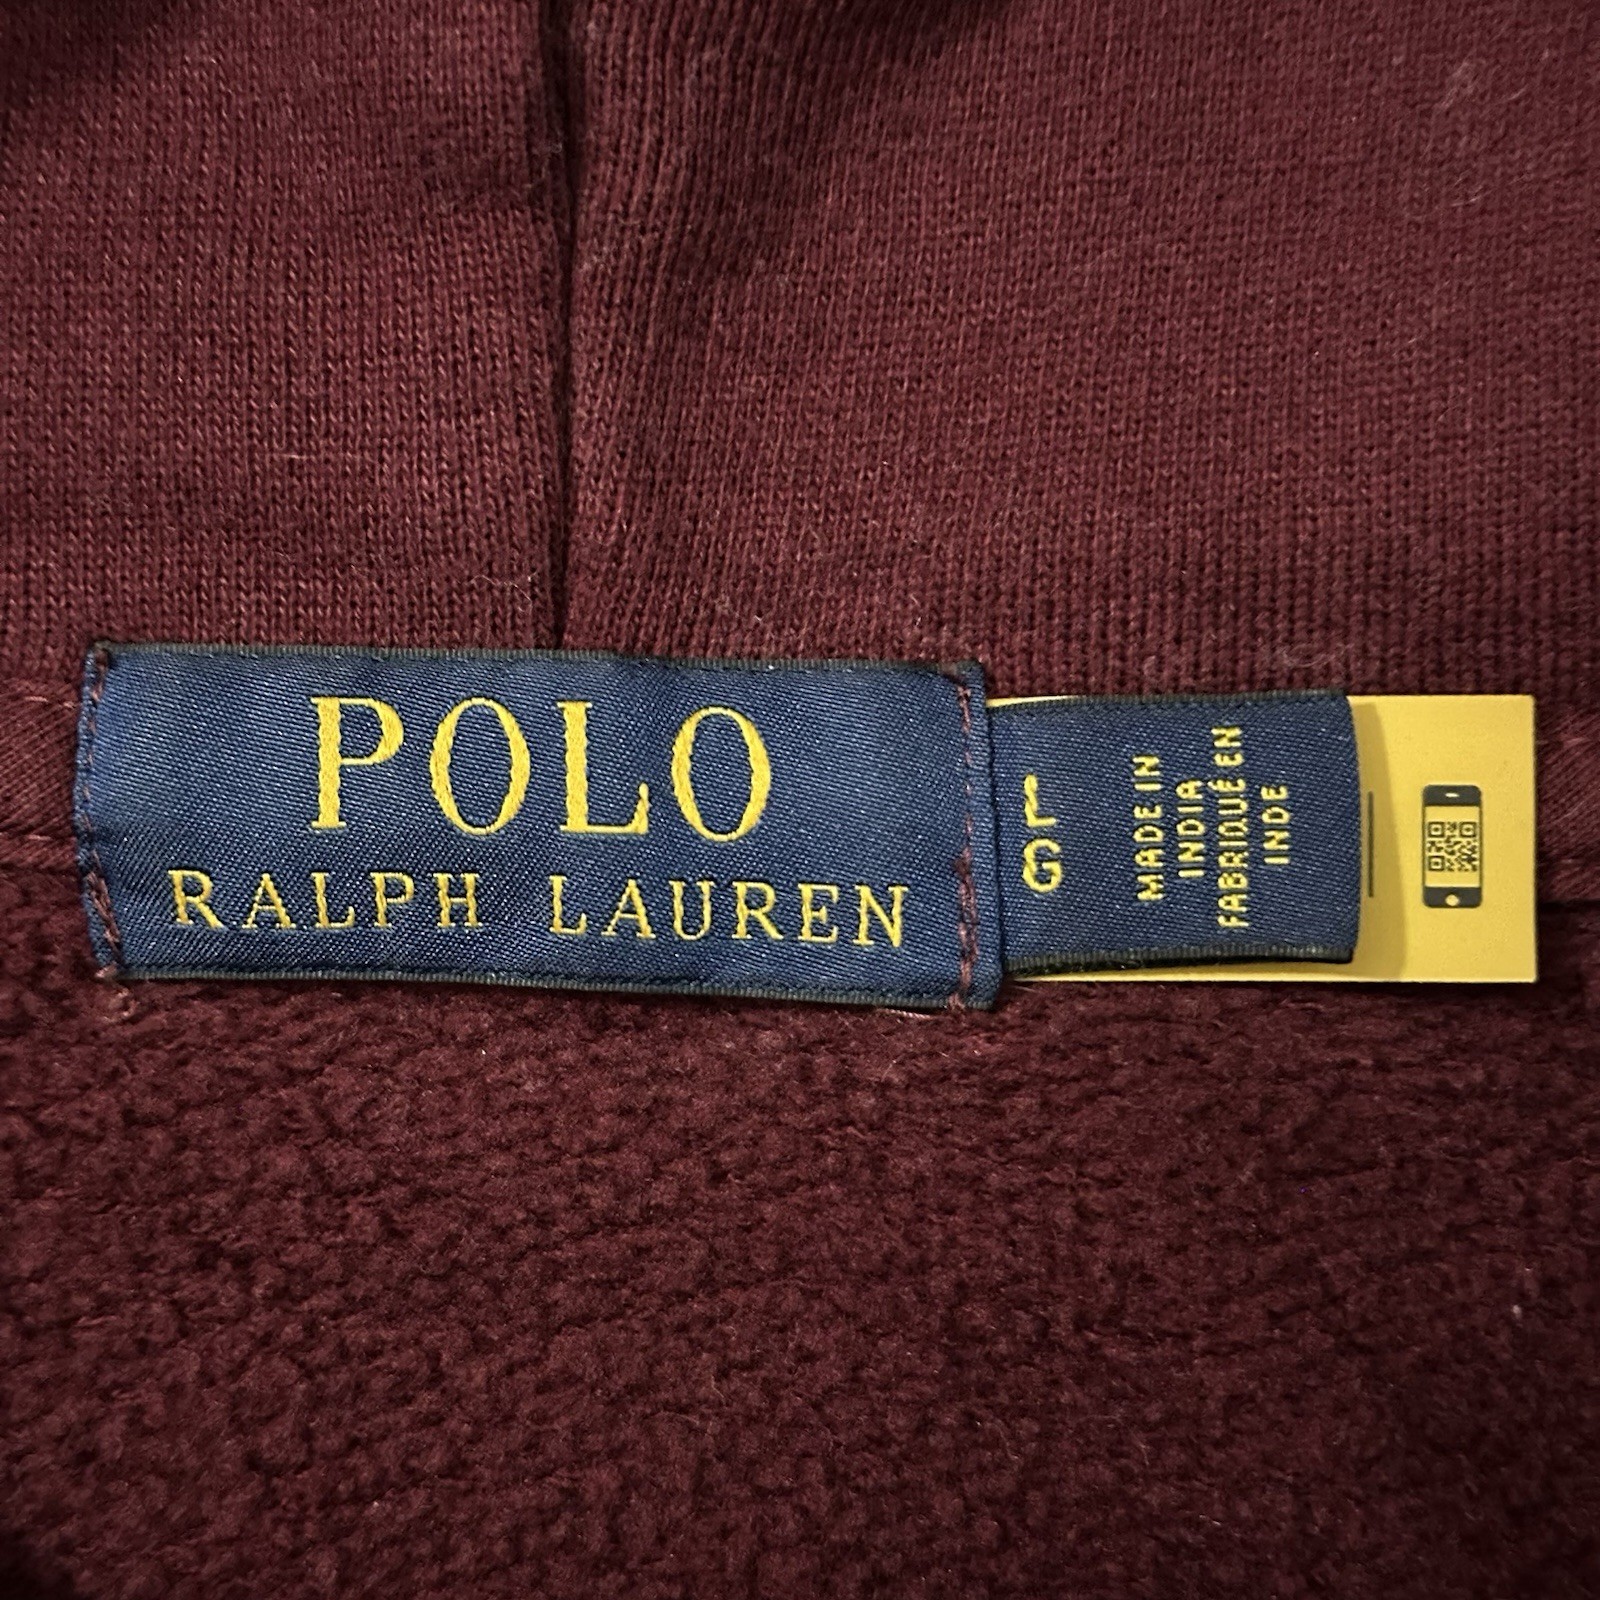 POLO
RALPH LAUREN
L
G
MADE IN
INDIA
FABRIQUÉ EN
INDE